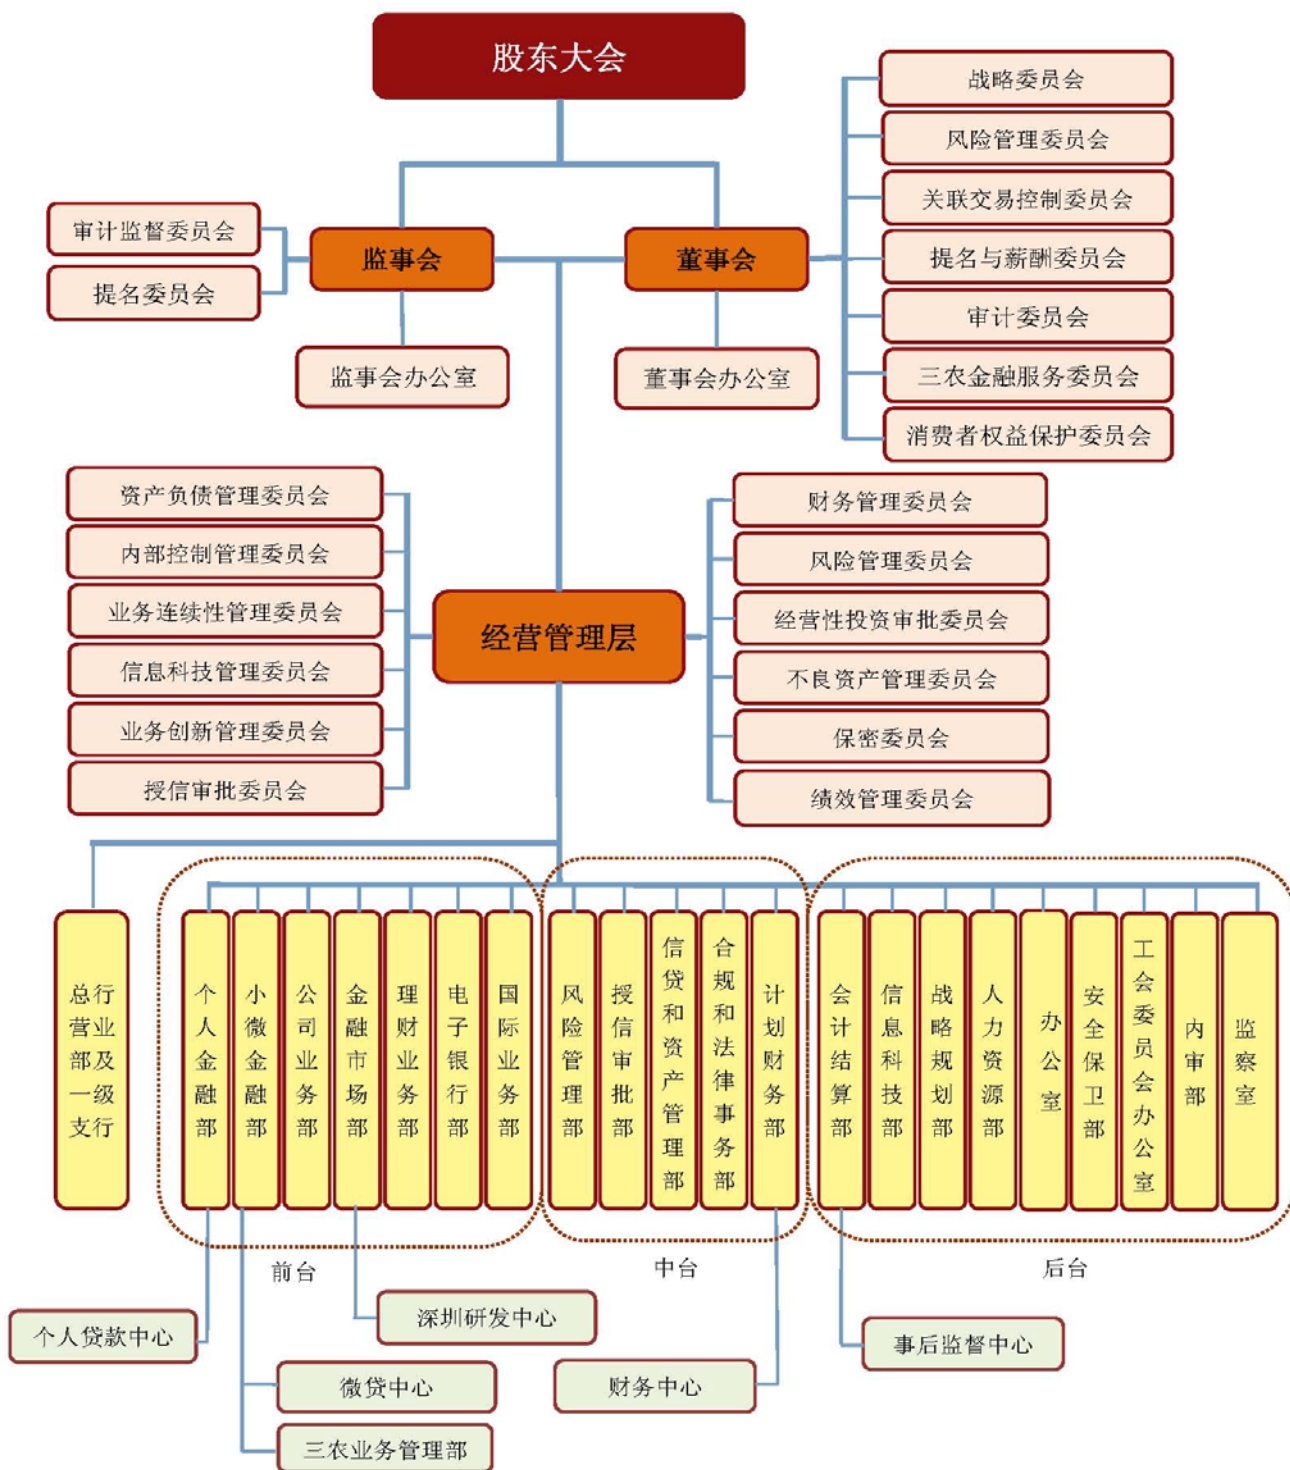 股东大会
战略委员会
风险管理委员会
关联交易控制委员会
提名与薪酬委员会
审计委员会
三农金融服务委员会
消费者权益保护委员会
审计监督委员会
提名委员会
监事会
董事会
监事会办公室
董事会办公室
资产负债管理委员会
内部控制管理委员会
业务连续性管理委员会
信息科技管理委员会
业务创新管理委员会
授信审批委员会
经营管理层
财务管理委员会
风险管理委员会
经营性投资审批委员会
不良资产管理委员会
保密委员会
绩效管理委员会
总行
营业
部及
一级
支行
个人金融部
小微金融部
公司业务部
金融市场部
理财业务部
电子银行部
国际业务部
风险管理部
授信审批部
信贷和资产管理部
合规和法律事务部
计划财务部
会计结算部
信息科技部
战略规划部
人力资源部
办公室
安全保卫部
工会委员会办公室
内审部
监察室
前台
中台
后台
个人贷款中心
深圳研发中心
微贷中心
三农业务管理部
财务中心
事后监督中心